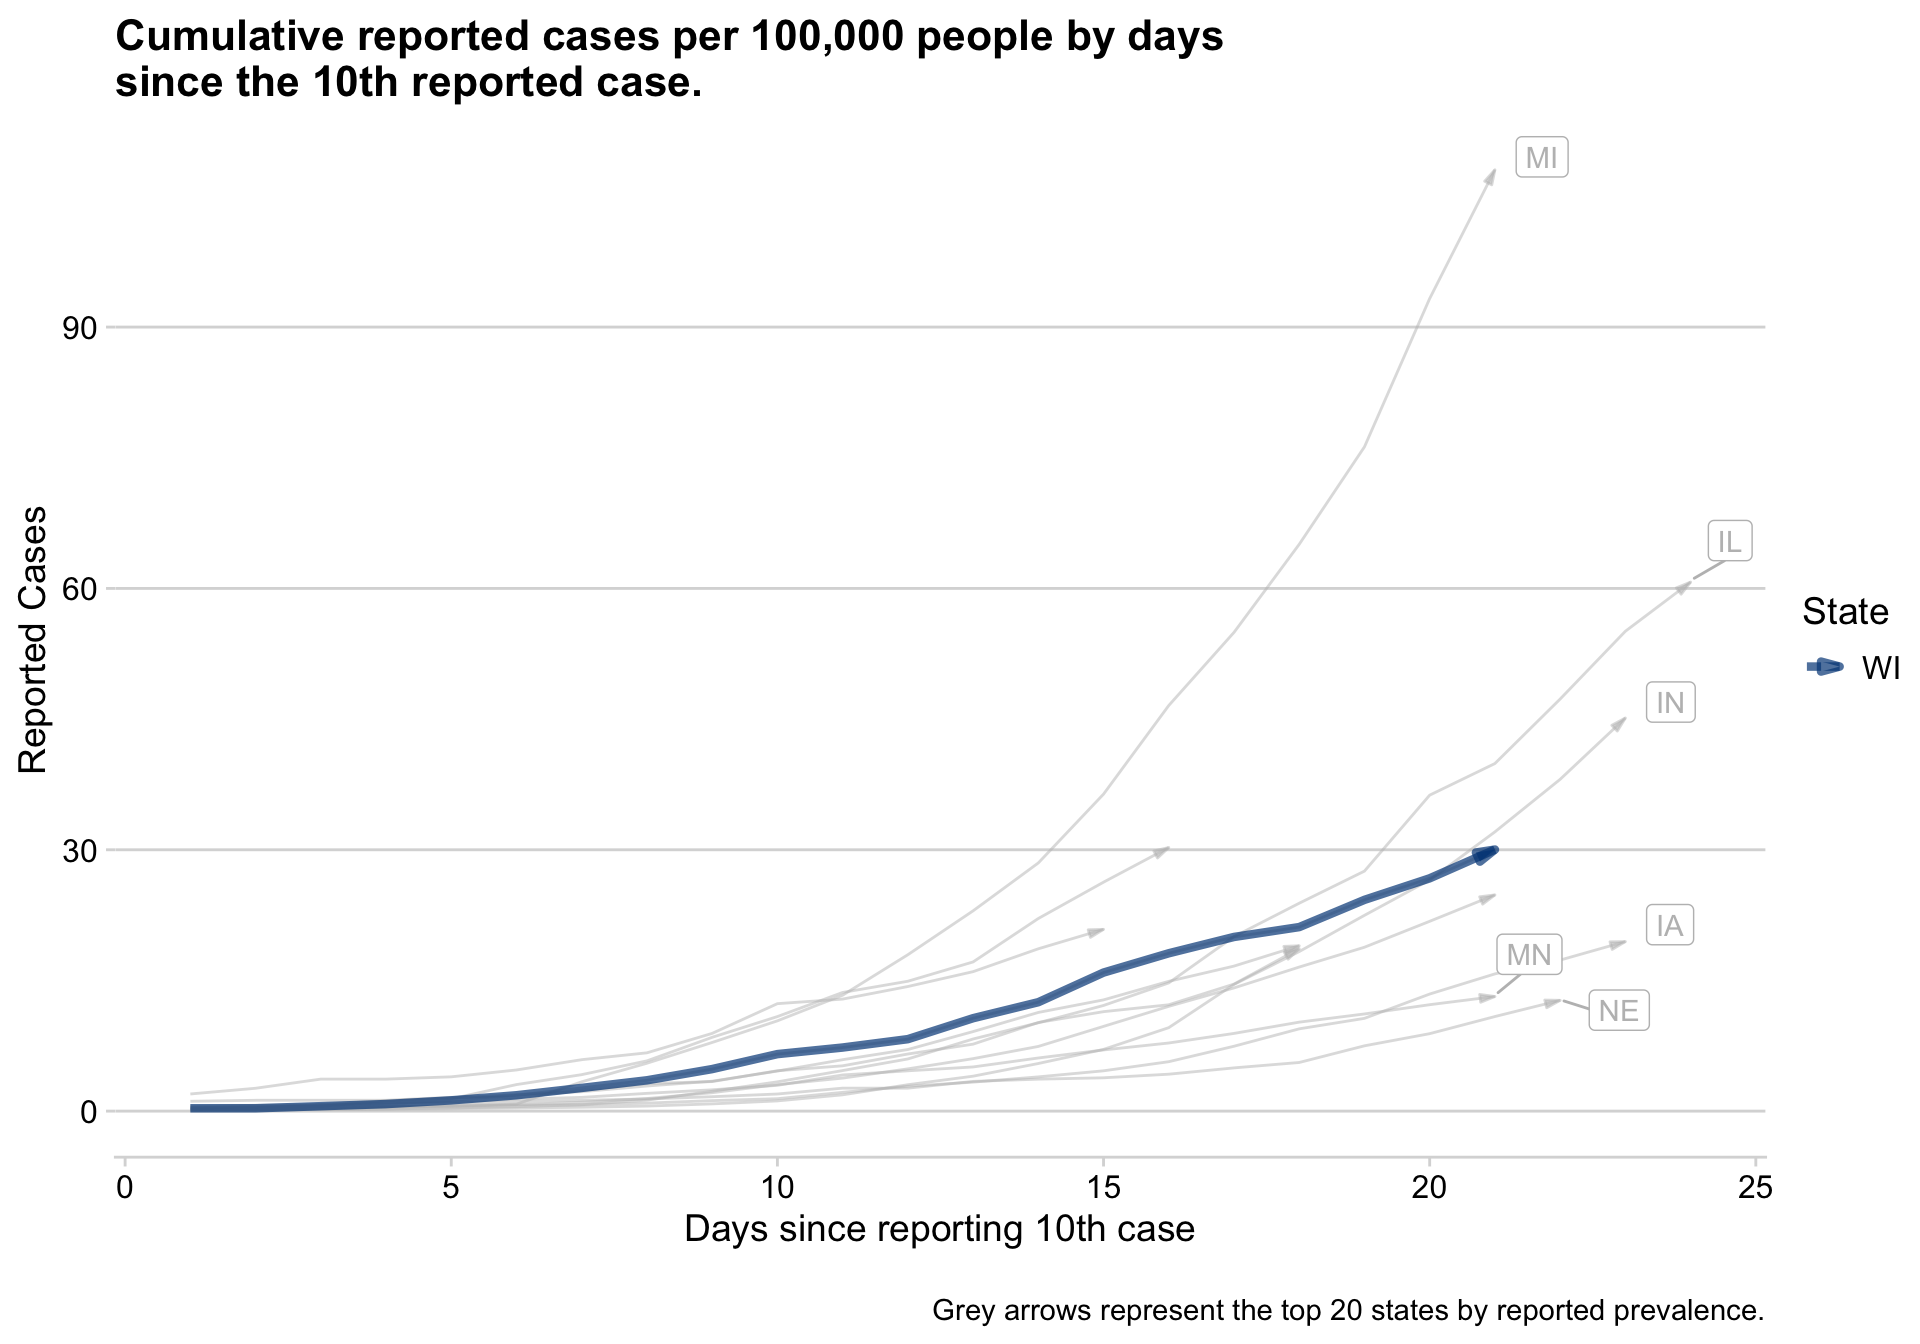 Cumulative reported cases per 100,000 people by days
since the 10th reported case.
MI
90
IL
60
Reported Cases
State
WI
IN
30
IA
MN
NE
0
0 5 10 15 20 25
Days since reporting 10th case
Grey arrows represent the top 20 states by reported prevalence.